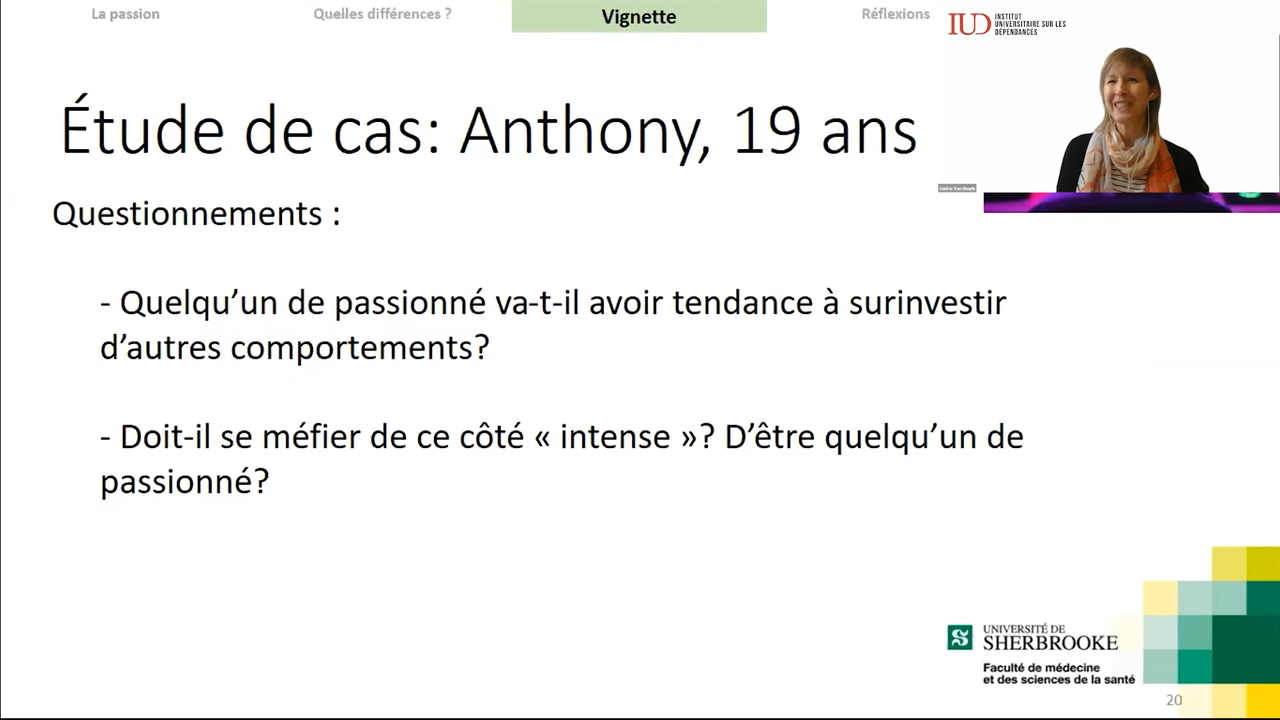 La passion
Quelles différences ?
Vignette
Réflexions
IUD
INSTITUT
UNIVERSITAIRE SUR LES
DÉPENDANCES
Étude de cas: Anthony, 19 ans
Questionnements :
- Quelqu’un de passionné va-t-il avoir tendance à surinvestir
d’autres comportements?
- Doit-il se méfier de ce côté « intense »? D’être quelqu’un de
passionné?
UNIVERSITÉ DE
SHERBROOKE
Faculté de médecine
et des sciences de la santé
20